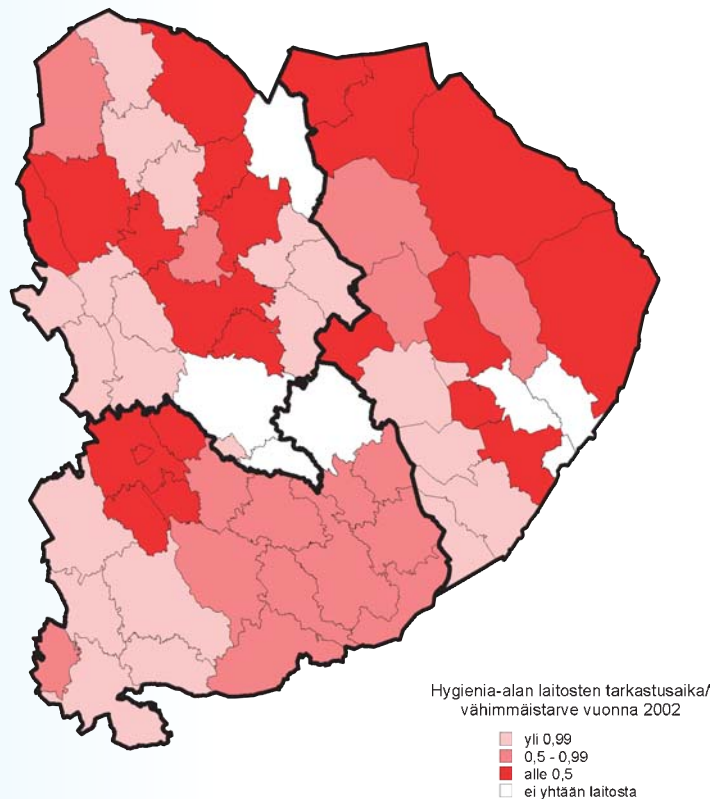 Hygienia-alan laitosten tarkastusaika/
vähimmäistarve vuonna 2002
yli 0,99
0,5 - 0,99
alle 0,5
ei yhtään laitosta